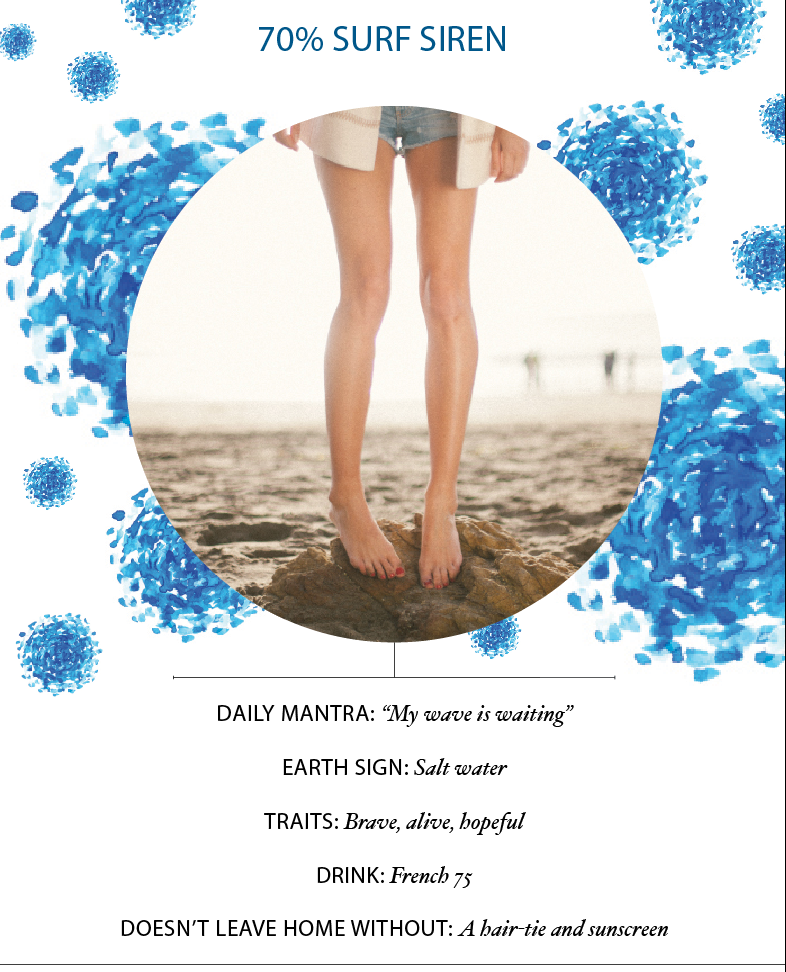 70% SURF SIREN
DAILY MANTRA: “My wave is waiting”
EARTH SIGN: Salt water
TRAITS: Brave, alive, hopeful
DRINK: French 75
DOESN’T LEAVE HOME WITHOUT: A hair-tie and sunscreen